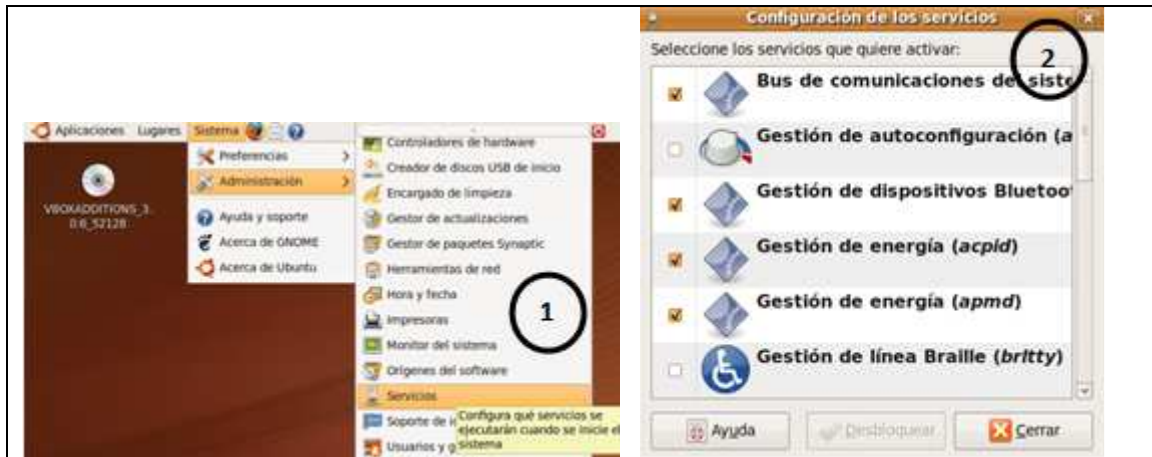 Aplicaciones Lugares Sistema
Preferencias
Administración
Ayuda y soporte
Acerca de GNOME
Acerca de Ubuntu
VBOXADDITIONS_3.
0.6_52128
Controladores de hardware
Creador de discos USB de inicio
Encargado de limpieza
Gestor de actualizaciones
Gestor de paquetes Synaptic
Herramientas de red
Hora y fecha
Impresoras
Monitor del sistema
Orígenes del software
Servicios
Soporte de
Usuarios y g
Configura qué servicios se
ejecutarán cuando se inicie el
sistema
1
Configuración de los servicios
Seleccione los servicios que quiere activar:
2
Bus de comunicaciones del siste
Gestión de autoconfiguración (a
Gestión de dispositivos Bluetoo
Gestión de energía (acpid)
Gestión de energía (apmd)
Gestión de línea Braille (brltty)
Ayuda
Desbloquear
Cerrar